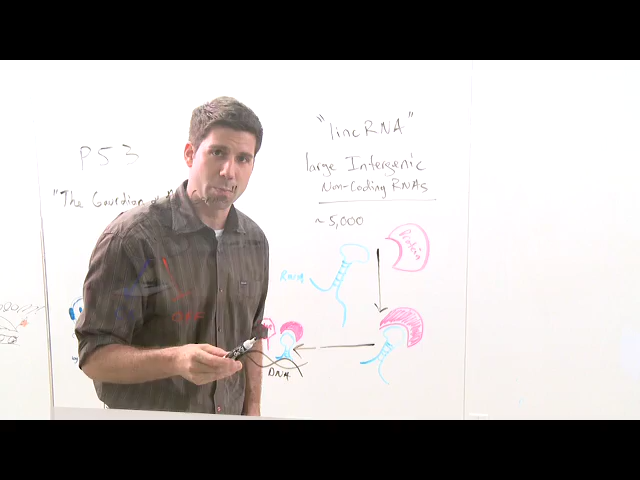 P53
"The Guardian of
"lincRNA"
large Intergenic
Non-Coding RNAs
~5,000
Protein
RNA
DNA